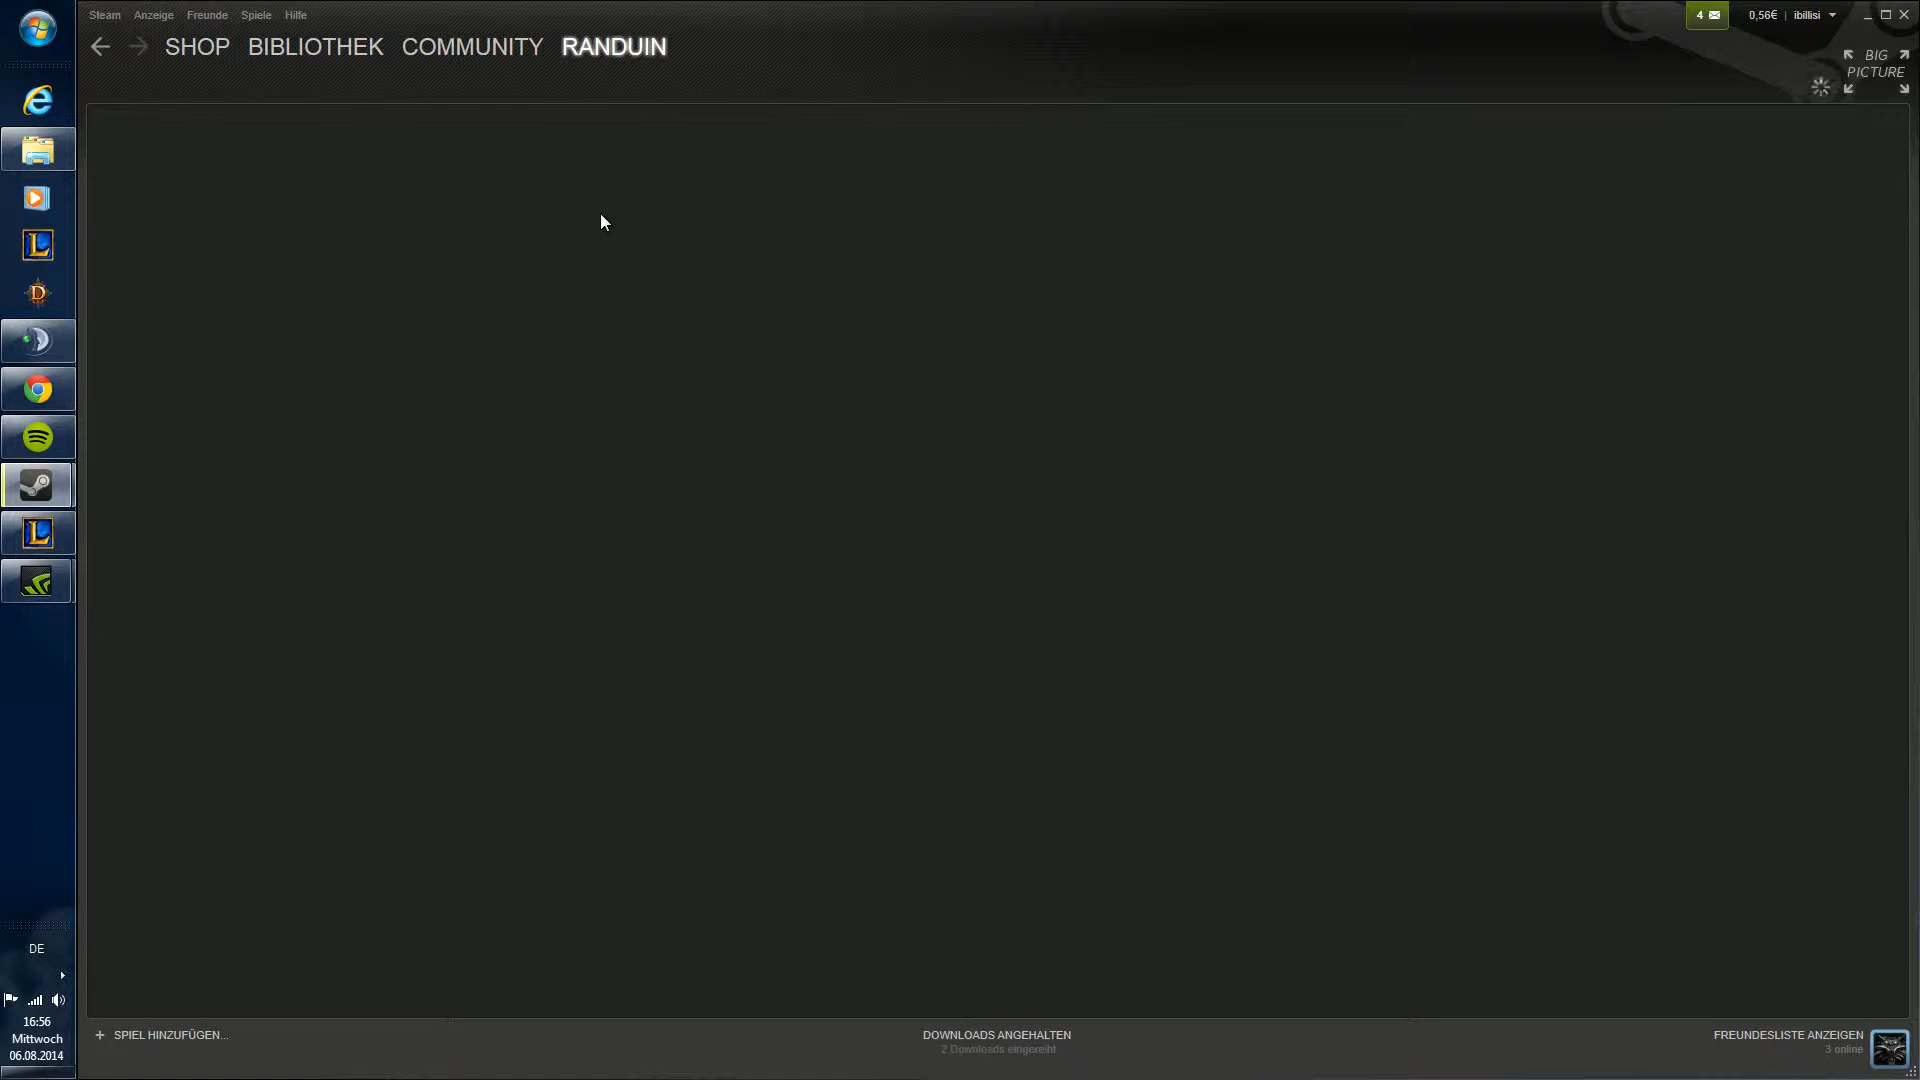 Steam Anzeige Freunde Spiele Hilfe
4 0,56€ | ibillisi
SHOP BIBLIOTHEK COMMUNITY RANDUIN
BIG
PICTURE
DE
16:56
Mittwoch
06.08.2014
+ SPIEL HINZUFÜGEN...
DOWNLOADS ANGEHALTEN
2 Downloads eingereiht
FREUNDESLISTE ANZEIGEN
3 online